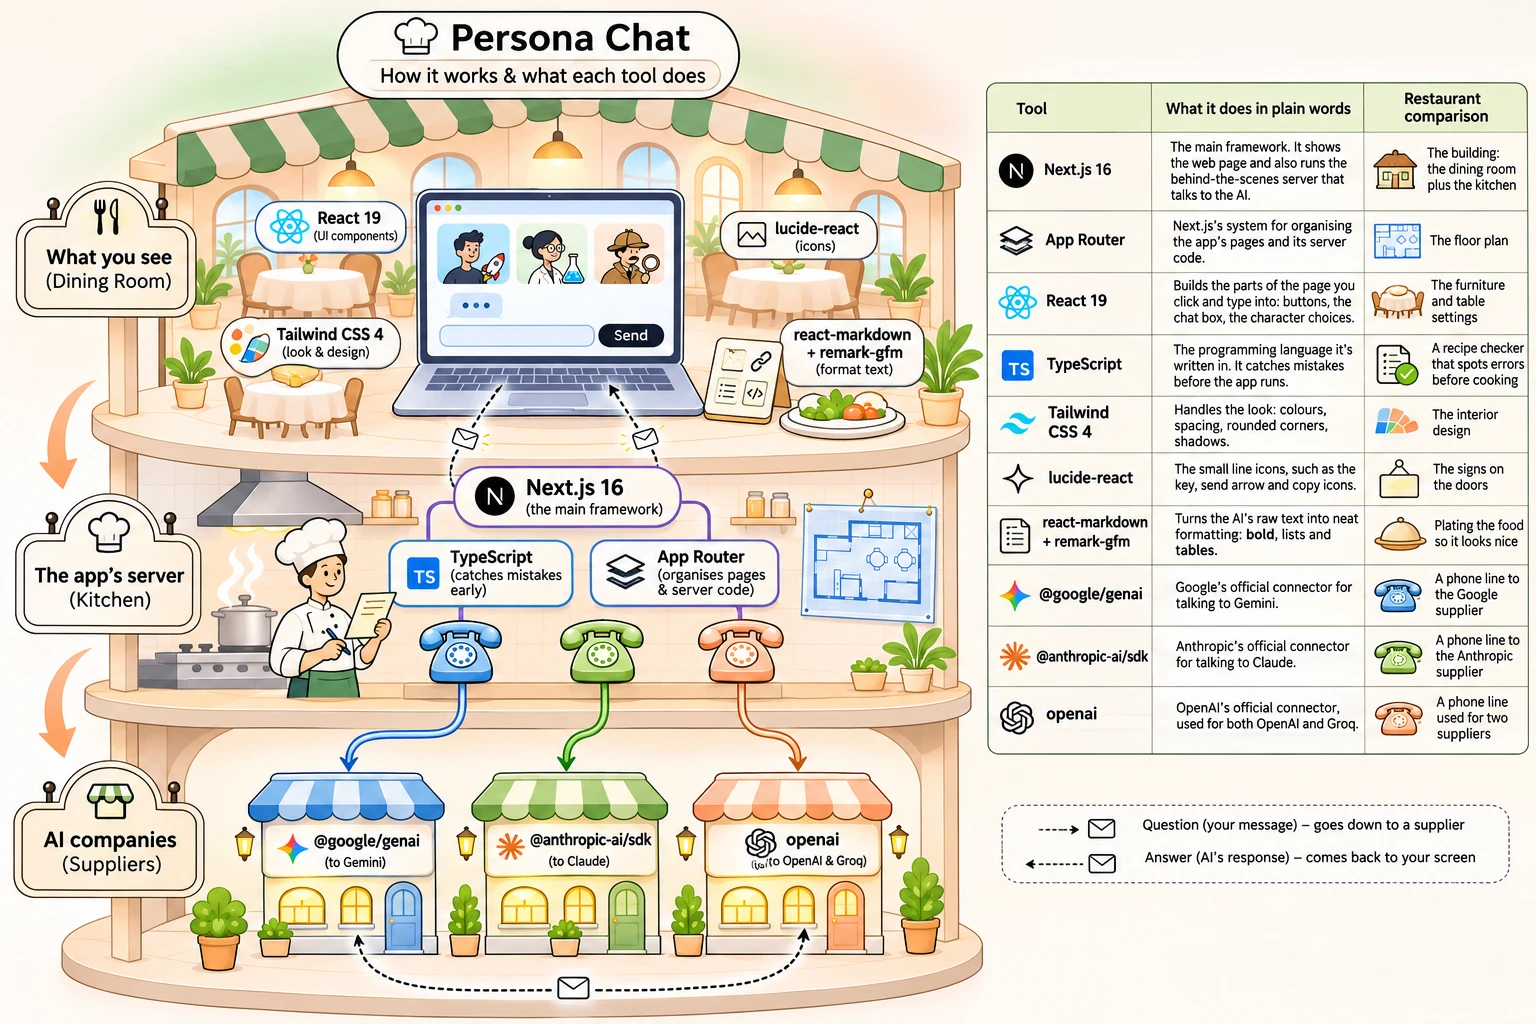 Persona Chat
How it works & what each tool does
What you see
(Dining Room)
React 19
(UI components)
lucide-react
(icons)
Tailwind CSS 4
(look & design)
Send
react-markdown
+ remark-gfm
(format text)
</>
The app's server
(Kitchen)
N
Next.js 16
(the main framework)
TS
TypeScript
(catches mistakes
early)
App Router
(organises pages
& server code)
AI companies
(Suppliers)
@google/genai
(to Gemini)
@anthropic-ai/sdk
(to Claude)
openai
to OpenAI & Groq)
Tool
What it does in plain words
Restaurant
comparison
N
Next.js 16
The main framework. It shows
the web page and also runs the
behind-the-scenes server that
talks to the AI.
The building:
the dining room
plus the kitchen
App Router
Next.js's system for organising
the app's pages and its server
code.
The floor plan
React 19
Builds the parts of the page you
click and type into: buttons, the
chat box, the character choices.
The furniture
and table
settings
TS
TypeScript
The programming language it's
written in. It catches mistakes
before the app runs.
A recipe checker
that spots errors
before cooking
Tailwind
CSS 4
Handles the look: colours,
spacing, rounded corners,
shadows.
The interior
design
lucide-react
The small line icons, such as the
key, send arrow and copy icons.
The signs on
the doors
react-markdown
+ remark-gfm
Turns the AI's raw text into neat
formatting: bold, lists and
tables.
Plating the food
so it looks nice
@google/genai
Google's official connector for
talking to Gemini.
A phone line to
the Google
supplier
@anthropic-ai/sdk
Anthropic's official connector
for talking to Claude.
A phone line to
the Anthropic
supplier
openai
OpenAI's official connector,
used for both OpenAI and Groq.
A phone line
used for two
suppliers
Question (your message) – goes down to a supplier
Answer (AI's response) – comes back to your screen